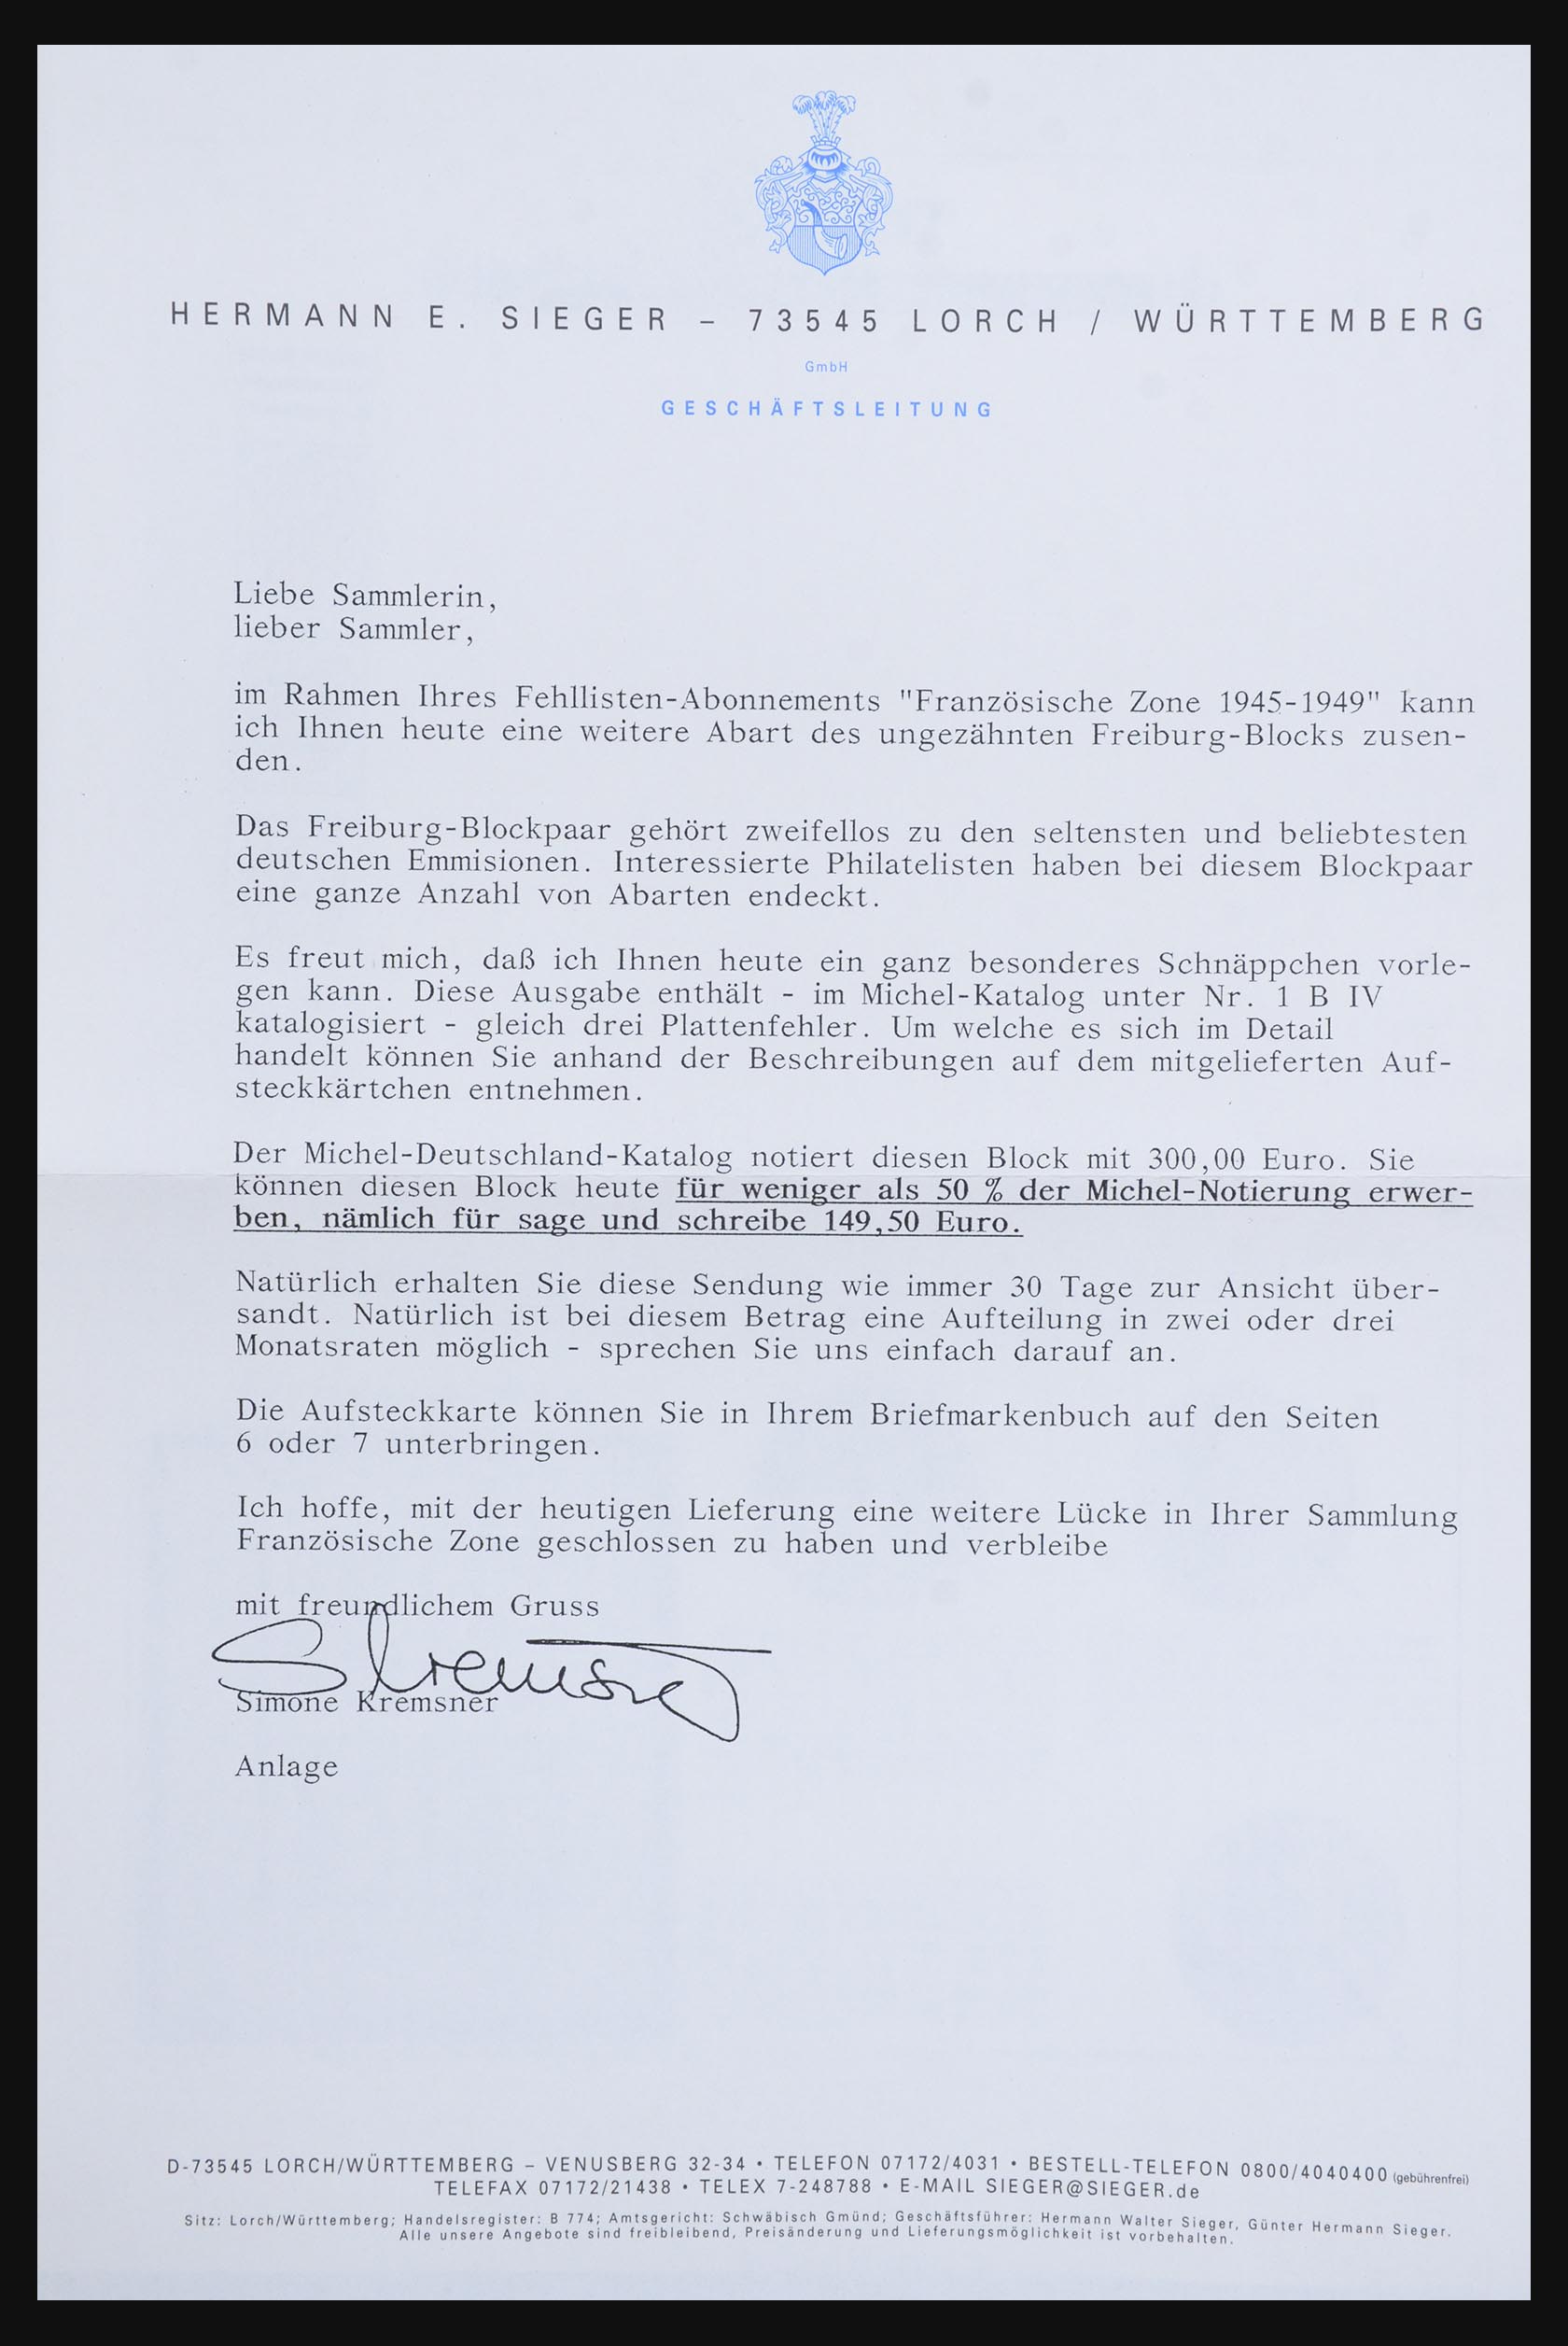 HERMANN E. SIEGER – 73545 LORCH / WÜRTTEMBERG
GmbH
GESCHÄFTSLEITUNG
Liebe Sammlerin,
lieber Sammler,
im Rahmen Ihres Fehllisten-Abonnements "Französische Zone 1945-1949" kann
ich Ihnen heute eine weitere Abart des ungezähnten Freiburg-Blocks zusen-
den.
Das Freiburg-Blockpaar gehört zweifellos zu den seltensten und beliebtesten
deutschen Emmisionen. Interessierte Philatelisten haben bei diesem Blockpaar
eine ganze Anzahl von Abarten endeckt.
Es freut mich, daß ich Ihnen heute ein ganz besonderes Schnäppchen vorle-
gen kann. Diese Ausgabe enthält - im Michel-Katalog unter Nr. 1 B IV
katalogisiert - gleich drei Plattenfehler. Um welche es sich im Detail
handelt können Sie anhand der Beschreibungen auf dem mitgelieferten Auf-
steckkärtchen entnehmen.
Der Michel-Deutschland-Katalog notiert diesen Block mit 300,00 Euro. Sie
können diesen Block heute für weniger als 50 % der Michel-Notierung erwer-
ben, nämlich für sage und schreibe 149,50 Euro.
Natürlich erhalten Sie diese Sendung wie immer 30 Tage zur Ansicht über-
sandt. Natürlich ist bei diesem Betrag eine Aufteilung in zwei oder drei
Monatsraten möglich - sprechen Sie uns einfach darauf an.
Die Aufsteckkarte können Sie in Ihrem Briefmarkenbuch auf den Seiten
6 oder 7 unterbringen.
Ich hoffe, mit der heutigen Lieferung eine weitere Lücke in Ihrer Sammlung
Französische Zone geschlossen zu haben und verbleibe
mit freundlichem Gruss
S Kremsner
Simone Kremsner
Anlage
D-73545 LORCH/WÜRTTEMBERG – VENUSBERG 32-34 • TELEFON 07172/4031 • BESTELL-TELEFON 0800/4040400 (gebührenfrei)
TELEFAX 07172/21438 • TELEX 7-248788 • E-MAIL SIEGER@SIEGER.de
Sitz: Lorch/Württemberg; Handelsregister: B 774; Amtsgericht: Schwäbisch Gmünd; Geschäftsführer: Hermann Walter Sieger, Günter Hermann Sieger.
Alle unsere Angebote sind freibleibend, Preisänderung und Lieferungsmöglichkeit ist vorbehalten.